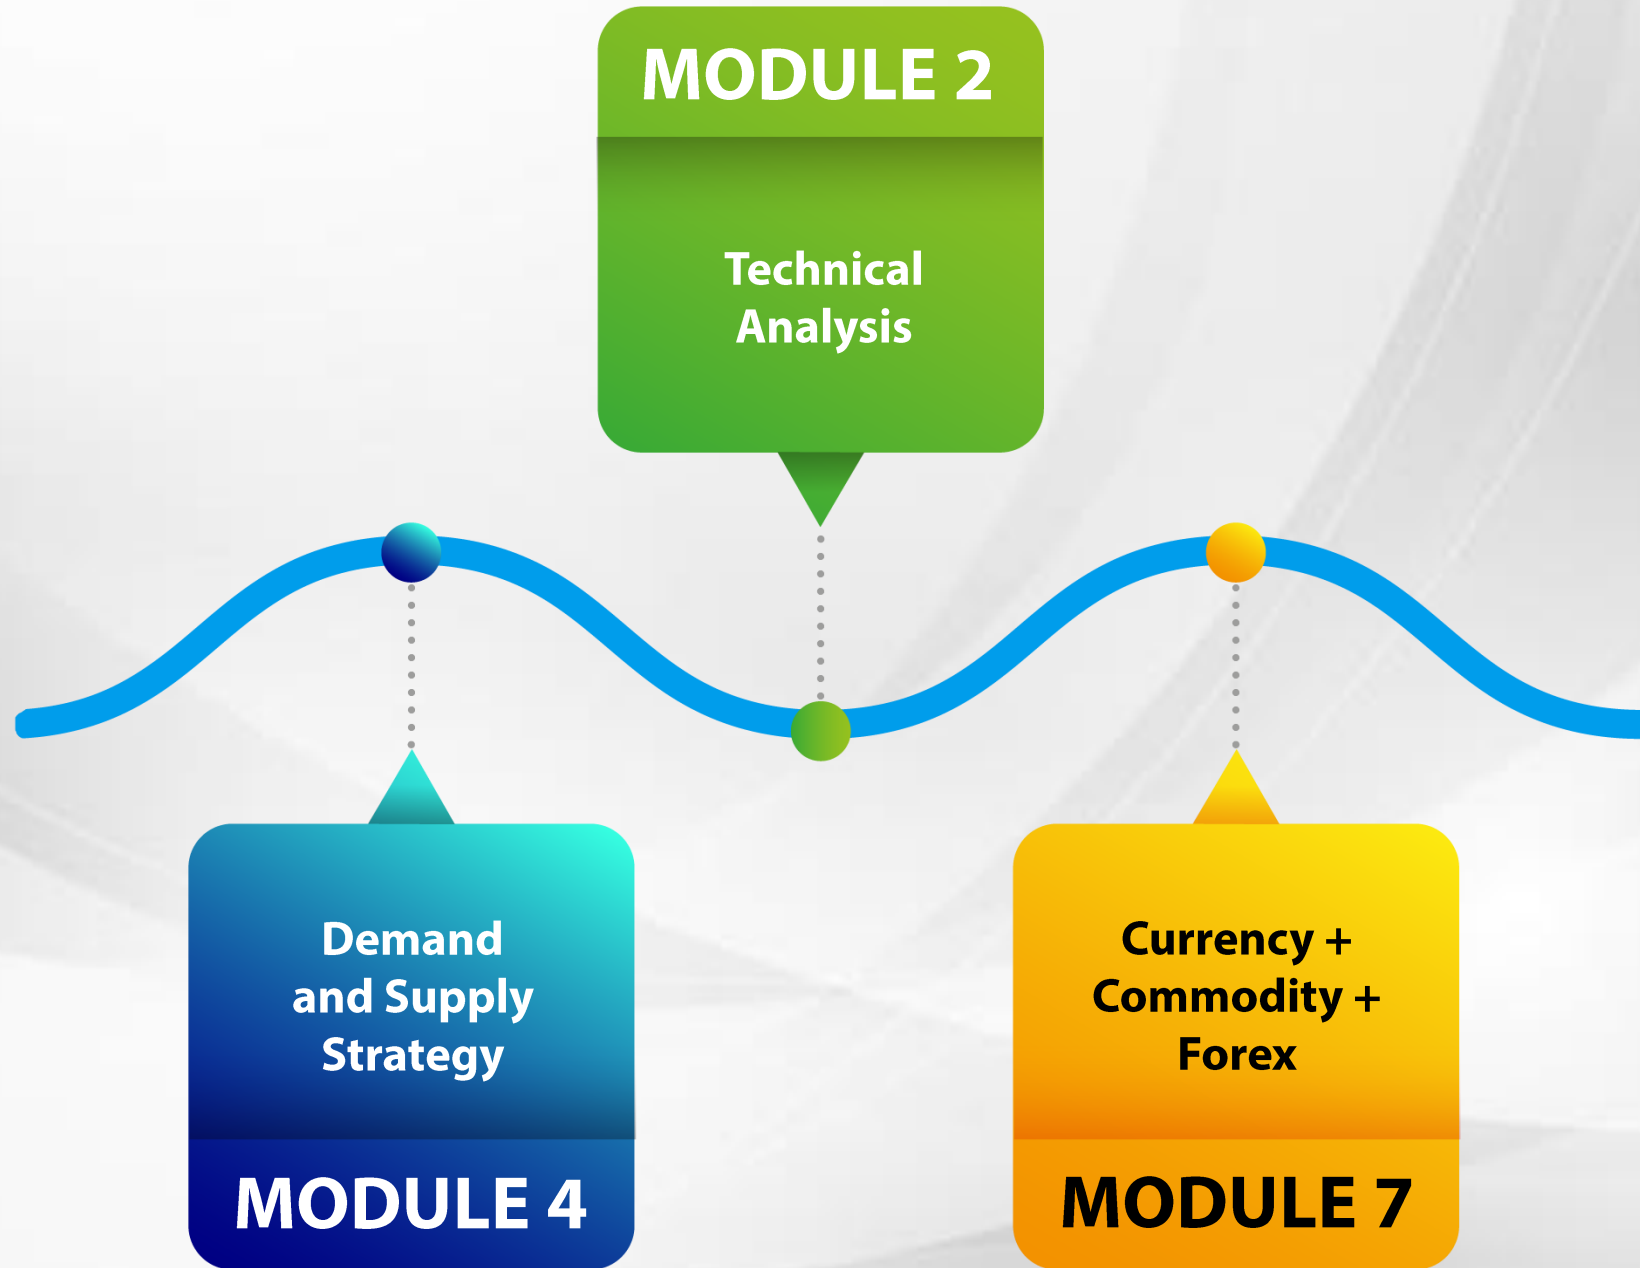 MODULE 2
Technical
Analysis
Demand
and Supply
Strategy
MODULE 4
Currency +
Commodity +
Forex
MODULE 7